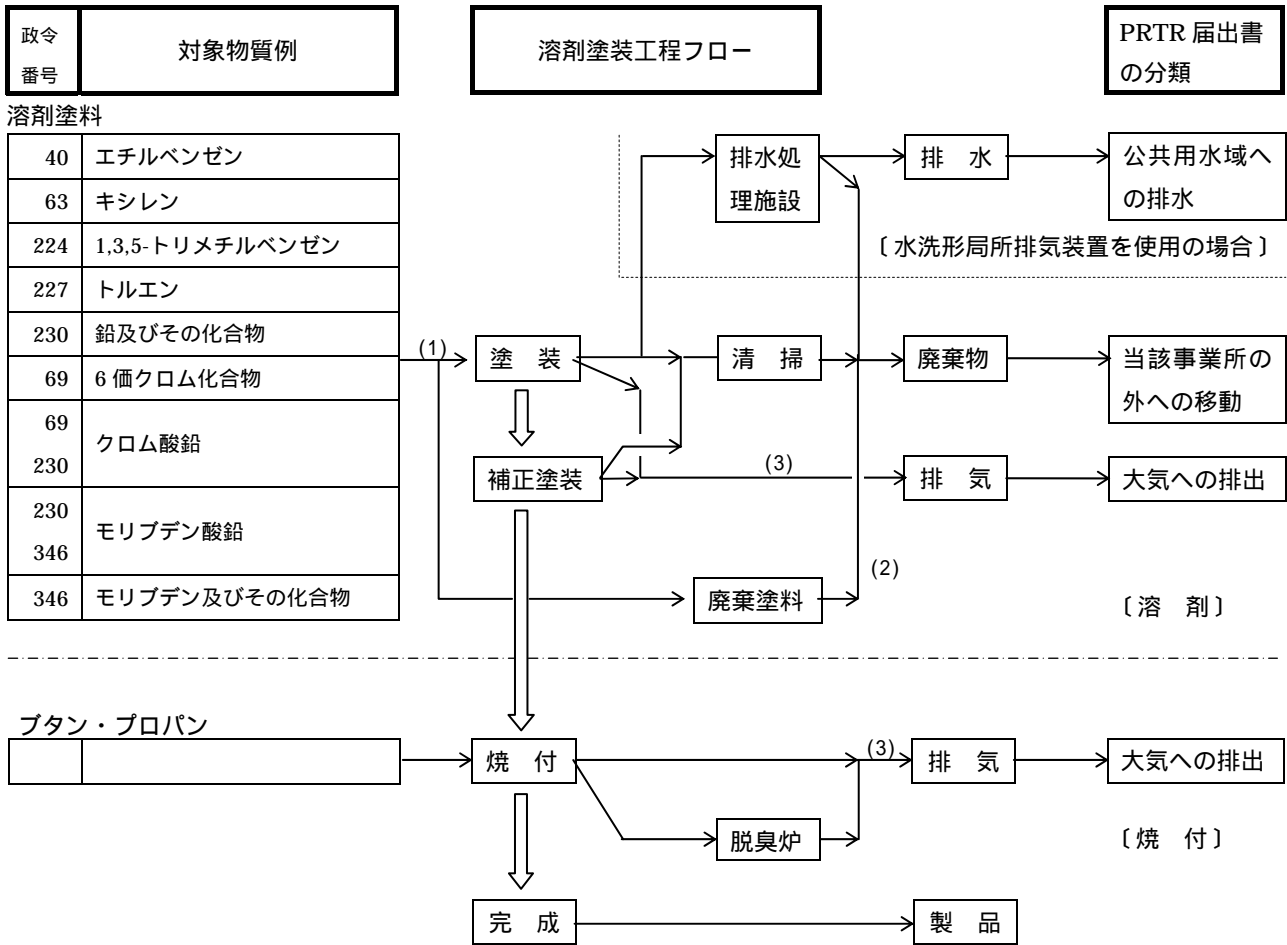 政令
番号
対象物質例
溶剤塗装工程フロー
PRTR 届出書
の分類
溶剤塗料
40 エチルベンゼン
63 キシレン
224 1,3,5-トリメチルベンゼン
227 トルエン
230 鉛及びその化合物
69 6 価クロム化合物
69
230
クロム酸鉛
230
346
モリブデン酸鉛
346 モリブデン及びその化合物
排水処
理施設
排　水
公共用水域へ
の排水
〔水洗形局所排気装置を使用の場合〕
(1)
塗　装
清　掃
廃棄物
当該事業所の
外への移動
補正塗装
(3)
排　気
大気への排出
廃棄塗料
(2)
〔溶　剤〕
ブタン・プロパン
焼　付
(3)
排　気
大気への排出
脱臭炉
〔焼　付〕
完　成
製　品